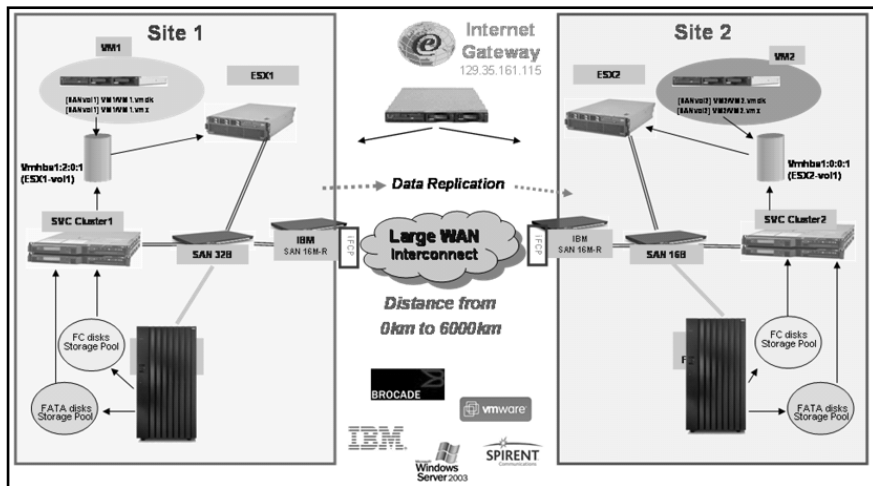 Site 1
VM1
[SANvol1] VM1/VM1.vmdk
[SANvol1] VM1/VM1.vmx
ESX1
Vmhba1:2:0:1
(ESX1-vol1)
SVC Cluster1
SAN 32B
IBM
SAN 16M-R
iFCP
FC disks
Storage Pool
FATA disks
Storage Pool
Internet
Gateway
129.35.161.115
Data Replication
Large WAN
Interconnect
Distance from
0km to 6000km
BROCADE
vmware
IBM
Microsoft
Windows
Server 2003
SPIRENT
Communications
Site 2
ESX2
VM2
[SANvol2] VM2/VM2.vmdk
[SANvol2] VM2/VM2.vmx
Vmhba1:0:0:1
(ESX2-vol1)
SVC Cluster2
iFCP
IBM
SAN 16M-R
SAN 16B
FC disks
Storage Pool
FATA disks
Storage Pool